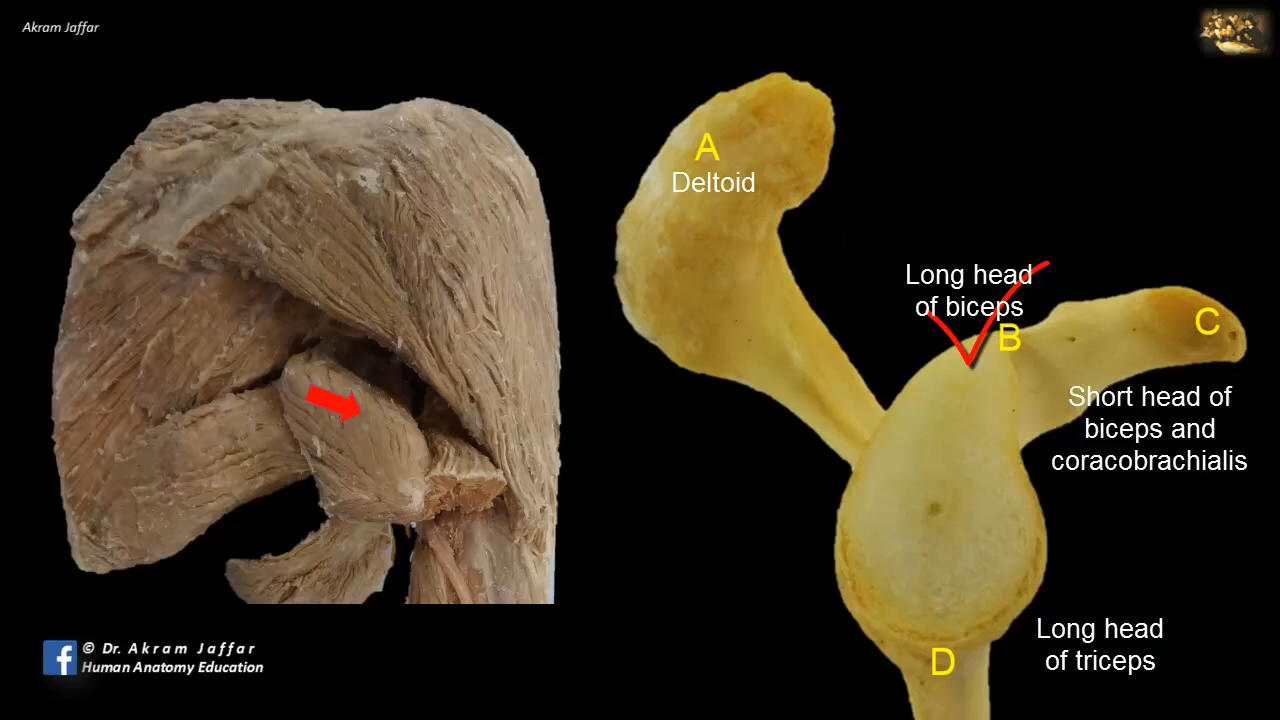 Akram Jaffar
A
Deltoid
Long head
of biceps
B
C
Short head of
biceps and
coracobrachialis
Long head
of triceps
D
© Dr. Akram Jaffar
Human Anatomy Education